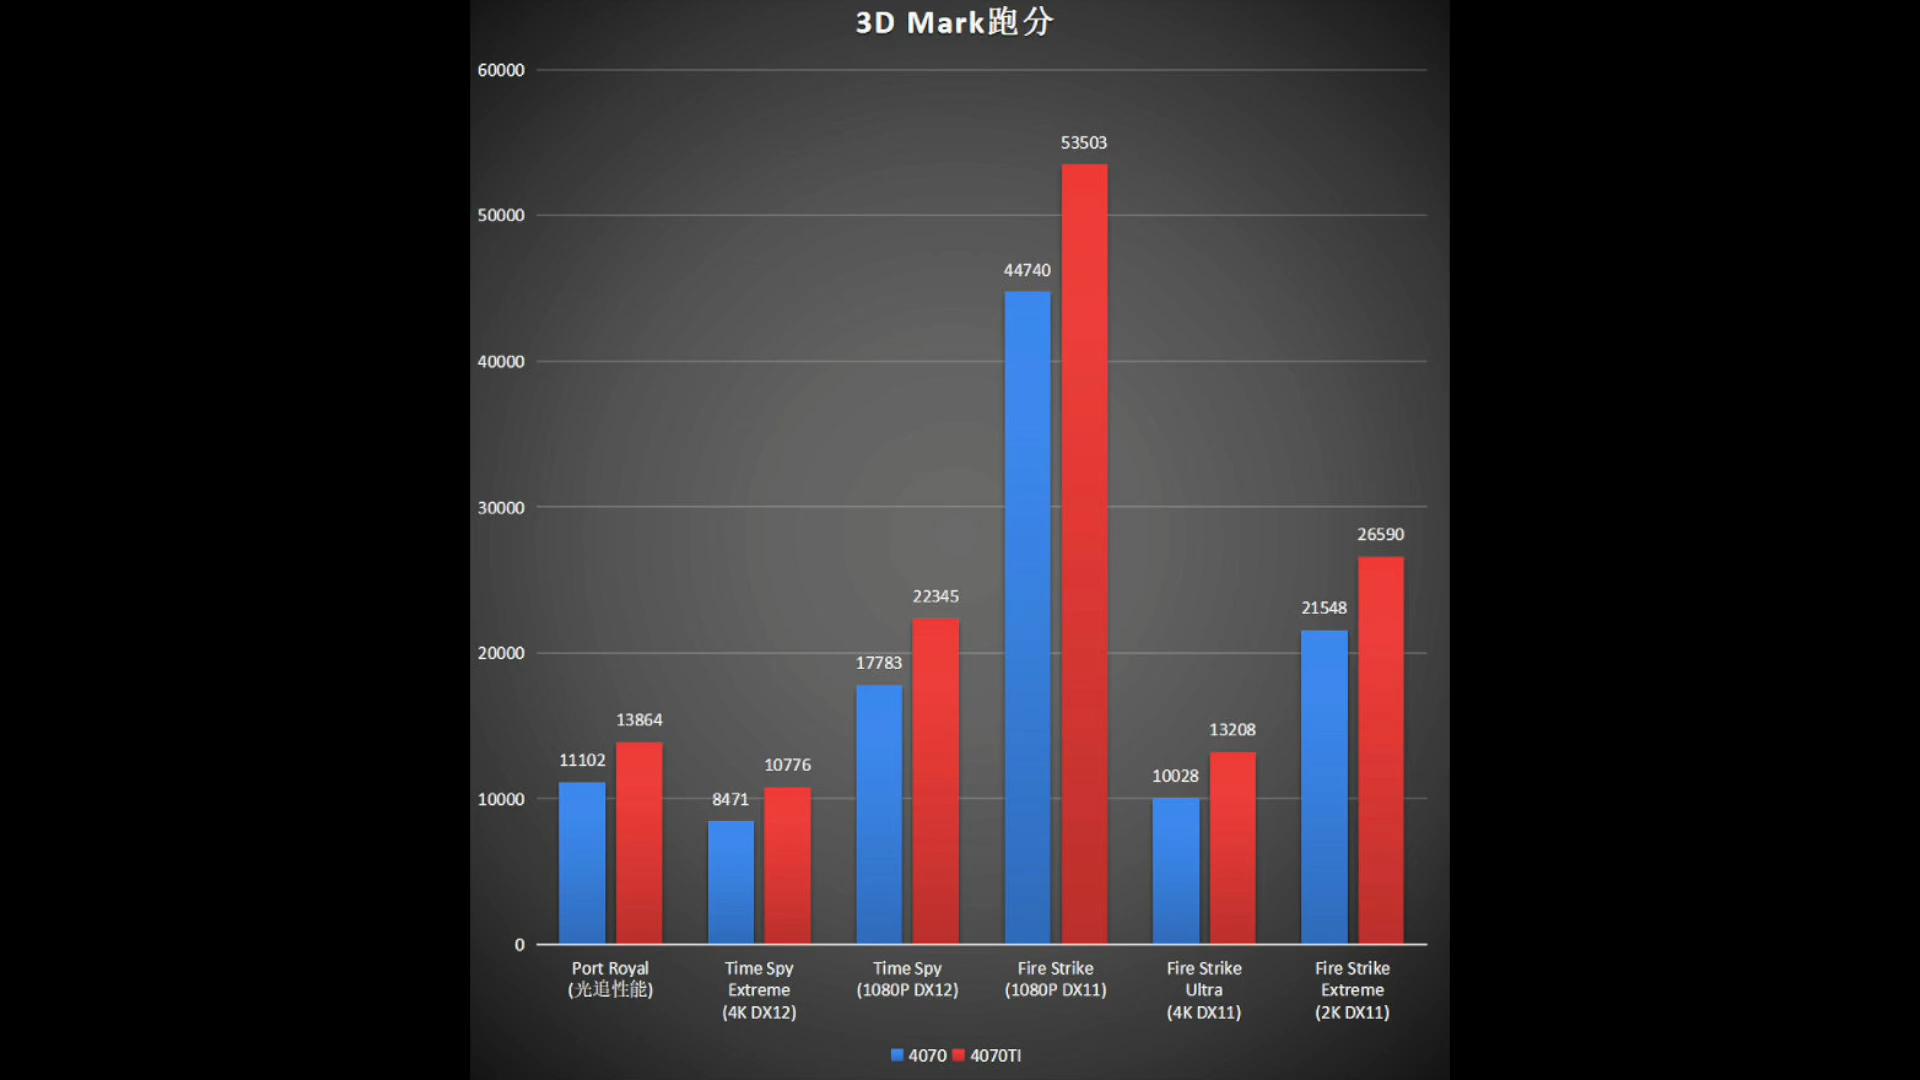 3D Mark跑分
60000
50000
40000
30000
20000
10000
0
11102
13864
8471
10776
17783
22345
44740
53503
10028
13208
21548
26590
Port Royal
(光追性能)
Time Spy
Extreme
(4K DX12)
Time Spy
(1080P DX12)
Fire Strike
(1080P DX11)
Fire Strike
Ultra
(4K DX11)
Fire Strike
Extreme
(2K DX11)
4070 4070TI